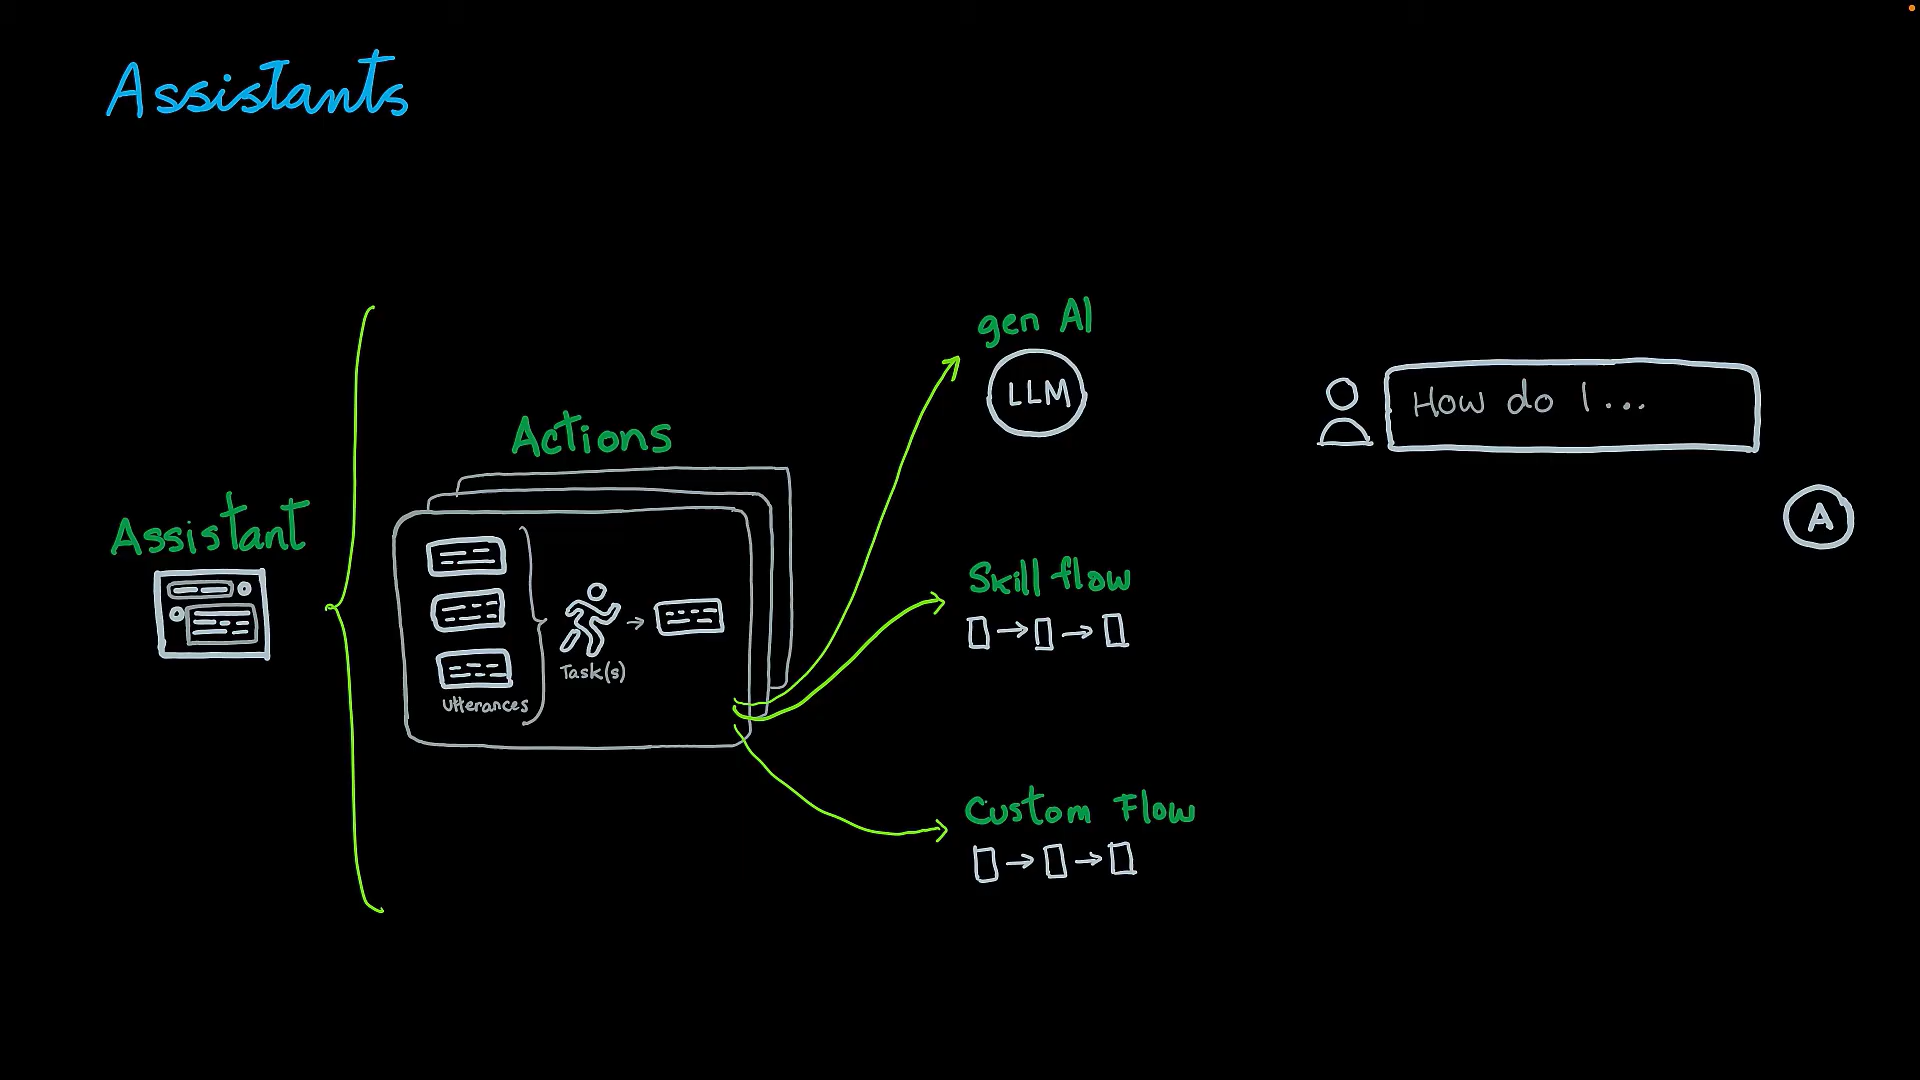 Assistants
Assistant
Actions
Utterances
Task(s)
gen AI
LLM
Skill flow
Custom Flow
How do I...
A